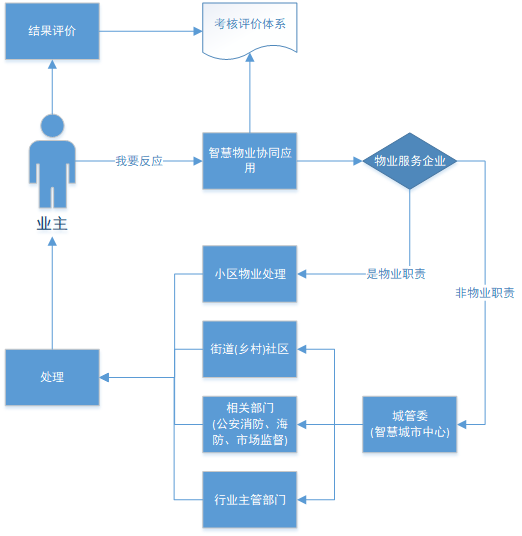 结果评价
考核评价体系
我要反应
智慧物业协同应
用
物业服务企业
业主
小区物业处理
是物业职责
非物业职责
街道(乡村)社区
处理
相关部门
(公安消防、海
防、市场监督)
城管委
(智慧城市中心)
行业主管部门